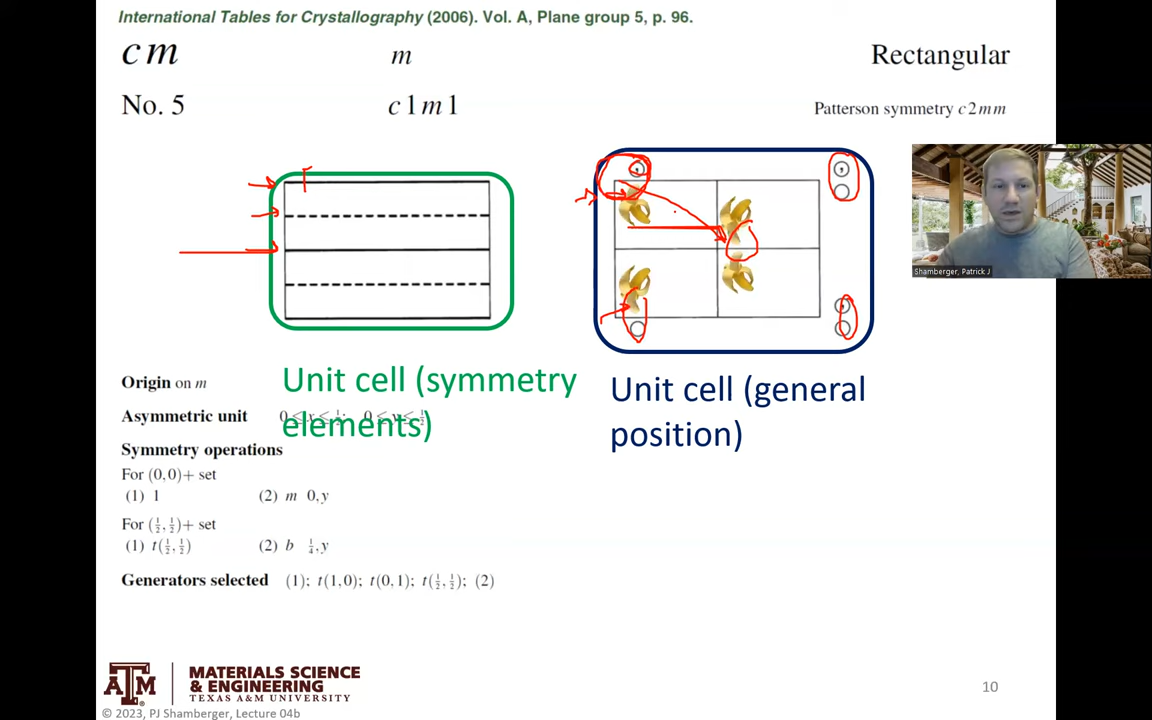 International Tables for Crystallography (2006). Vol. A, Plane group 5, p. 96.
cm m Rectangular
No. 5 c1m1 Patterson symmetry c2mm
Shamberger, Patrick J
Unit cell (symmetry
elements)
Unit cell (general
position)
Origin on m
Asymmetric unit 0 ≤ x ≤ ½; 0 ≤ y ≤ ½
Symmetry operations
For (0,0)+ set
(1) 1 (2) m 0,y
For (½,½)+ set
(1) t(½,½) (2) b ¼,y
Generators selected (1); t(1,0); t(0,1); t(½,½); (2)
ATM
MATERIALS SCIENCE
& ENGINEERING
TEXAS A&M UNIVERSITY
10
© 2023, PJ Shamberger, Lecture 04b